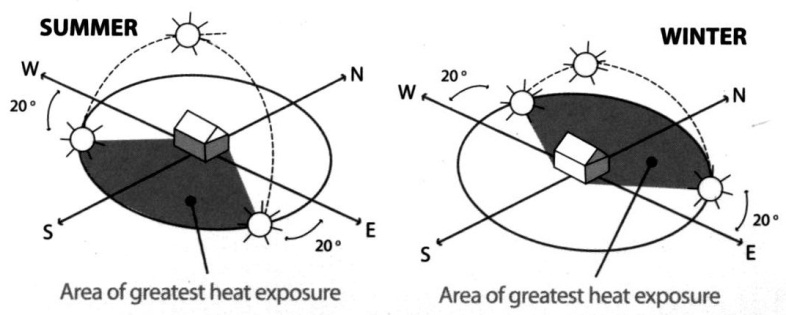 SUMMER
W
N
20°
S
E
20°
Area of greatest heat exposure
WINTER
20°
W
N
S
E
20°
Area of greatest heat exposure